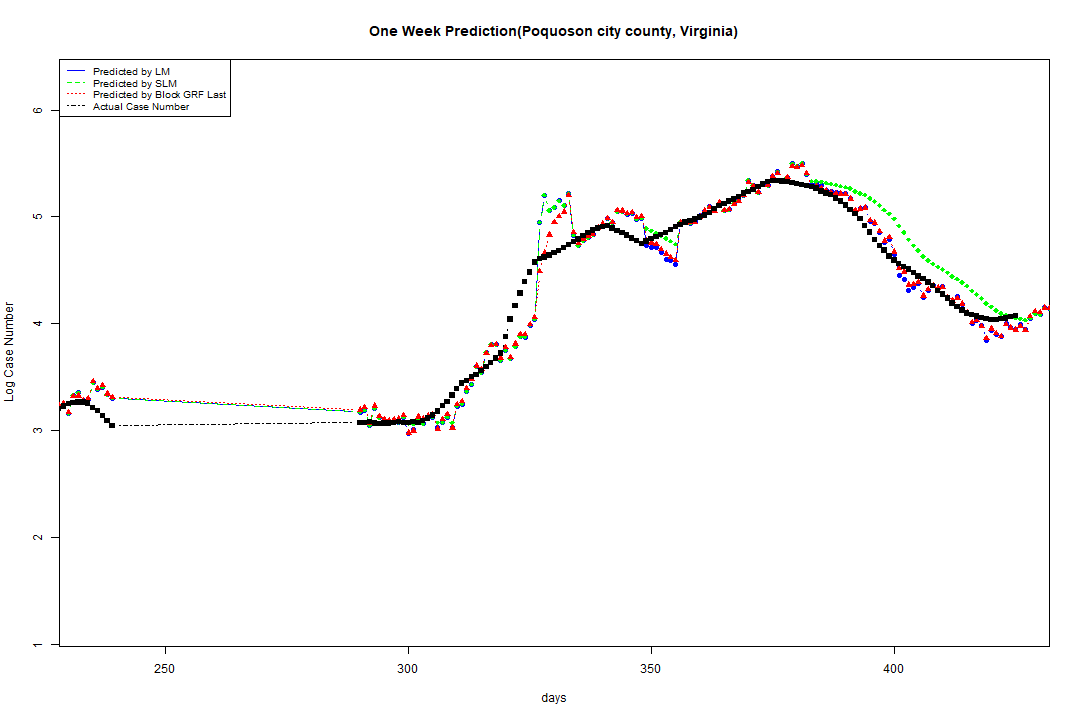 One Week Prediction(Poquoson city county, Virginia)
Predicted by LM
Predicted by SLM
Predicted by Block GRF Last
Actual Case Number
Log Case Number
6
5
4
3
2
1
250
300
350
400
days